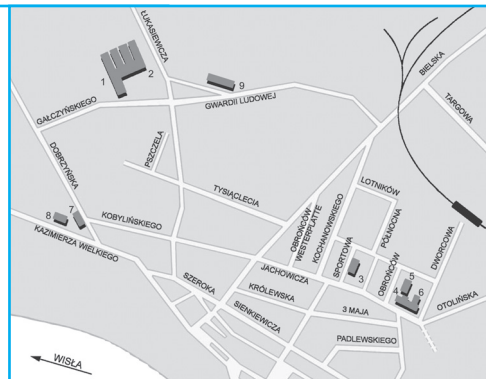 ŁUKASIEWICZA
BIELSKA
1
2
9
GWARDII LUDOWEJ
TARGOWA
GAŁCZYŃSKIEGO
PSZCZELA
DOBRZYŃSKA
TYSIĄCLECIA
LOTNIKÓW
8
7
KOBYLIŃSKIEGO
KAZIMIERZA WIELKIEGO
OBROŃCÓW
WESTERPLATTE
KOCHANOWSKIEGO
SPORTOWA
PÓŁNOCNA
DWORCOWA
JACHOWICZA
3
OBROŃCÓW
5
4
6
SZEROKA
KRÓLEWSKA
SIENKIEWICZA
3 MAJA
OTOLIŃSKA
PADLEWSKIEGO
WISŁA